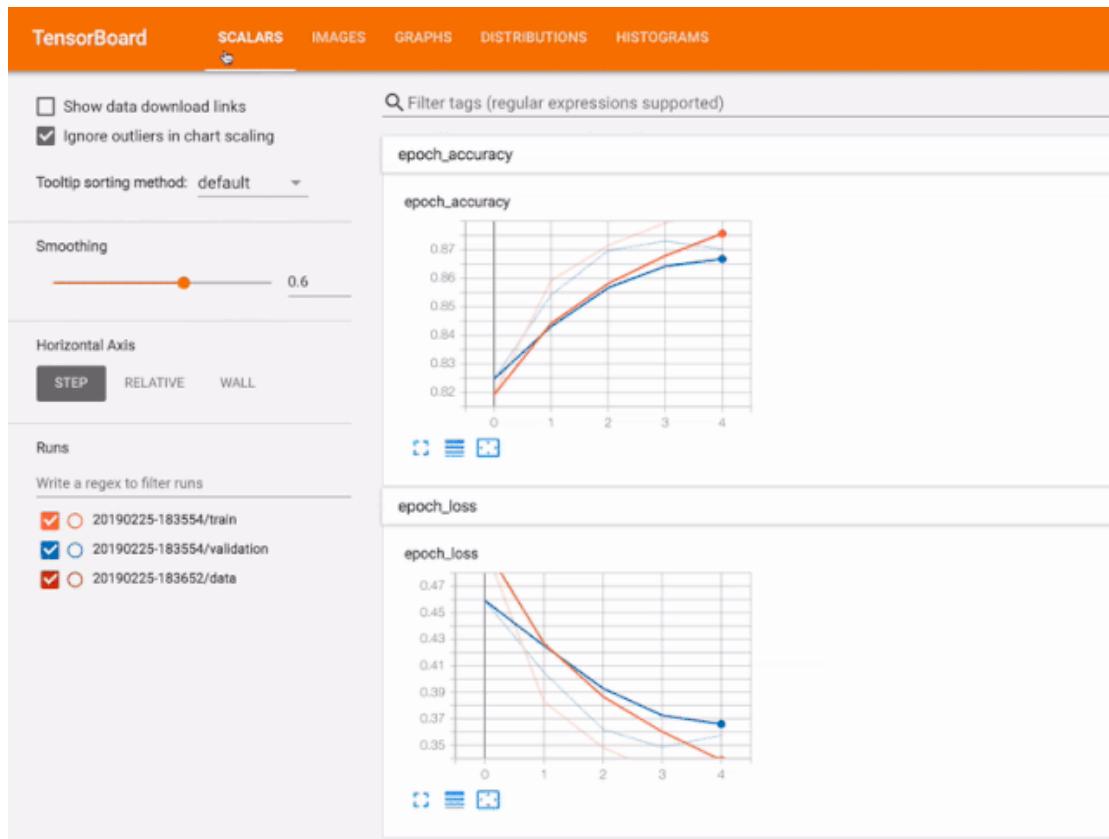 TensorBoard SCALARS IMAGES GRAPHS DISTRIBUTIONS HISTOGRAMS
Show data download links
Ignore outliers in chart scaling
Tooltip sorting method: default
Smoothing
0.6
Horizontal Axis
STEP RELATIVE WALL
Runs
Write a regex to filter runs
20190225-183554/train
20190225-183554/validation
20190225-183652/data
Filter tags (regular expressions supported)
epoch_accuracy
epoch_accuracy
0.87
0.86
0.85
0.84
0.83
0.82
0 1 2 3 4
epoch_loss
epoch_loss
0.47
0.45
0.43
0.41
0.39
0.37
0.35
0 1 2 3 4